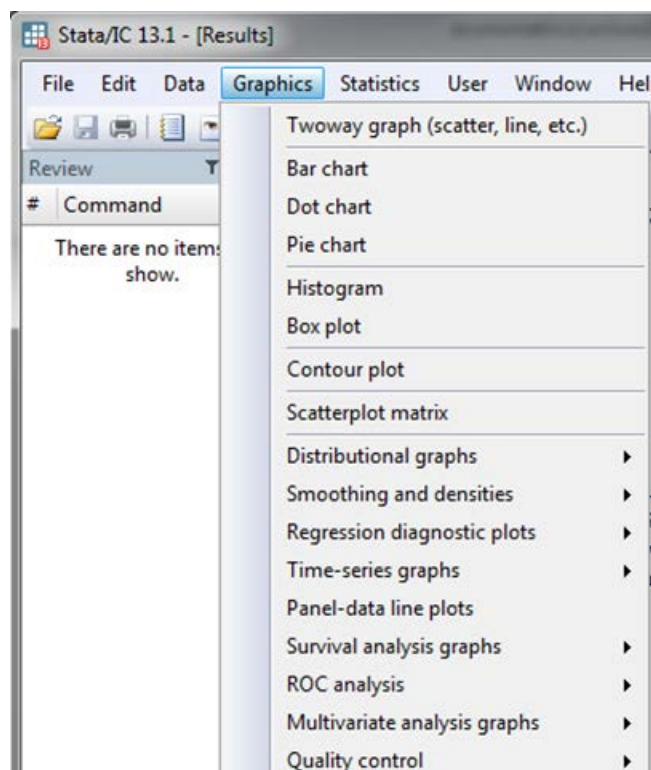 Stata/IC 13.1 - [Results]
File Edit Data Graphics Statistics User Window Hel
Twoway graph (scatter, line, etc.)
Review
Bar chart
# Command
Dot chart
There are no items
show.
Pie chart
Histogram
Box plot
Contour plot
Scatterplot matrix
Distributional graphs
Smoothing and densities
Regression diagnostic plots
Time-series graphs
Panel-data line plots
Survival analysis graphs
ROC analysis
Multivariate analysis graphs
Quality control